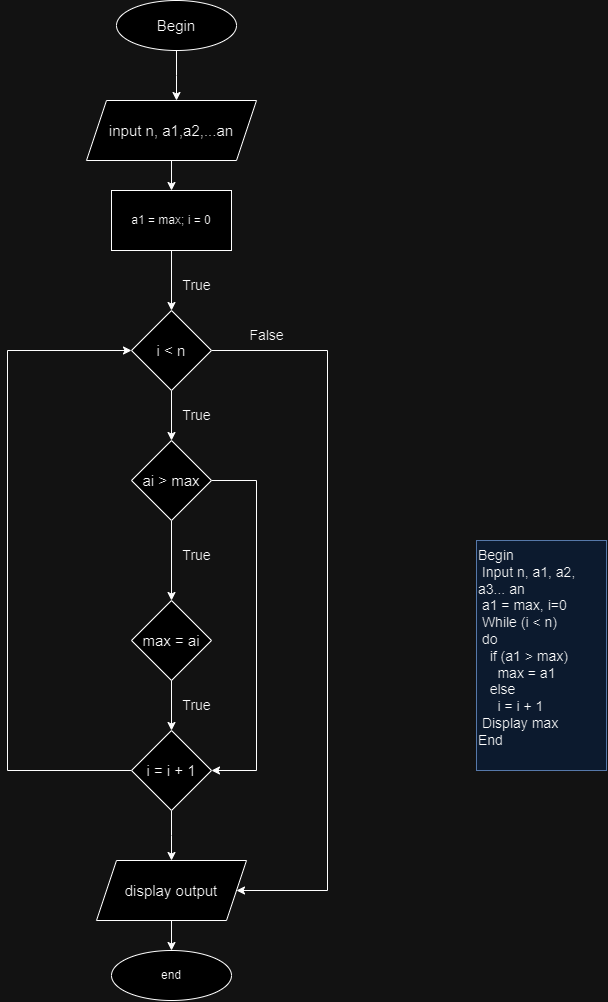 Begin
input n, a1,a2,...an
a1 = max; i = 0
True
i < n
False
True
ai > max
True
max = ai
True
i = i + 1
display output
end
Begin
Input n, a1, a2,
a3... an
a1 = max, i=0
While (i < n)
do
if (a1 > max)
max = a1
else
i = i + 1
Display max
End